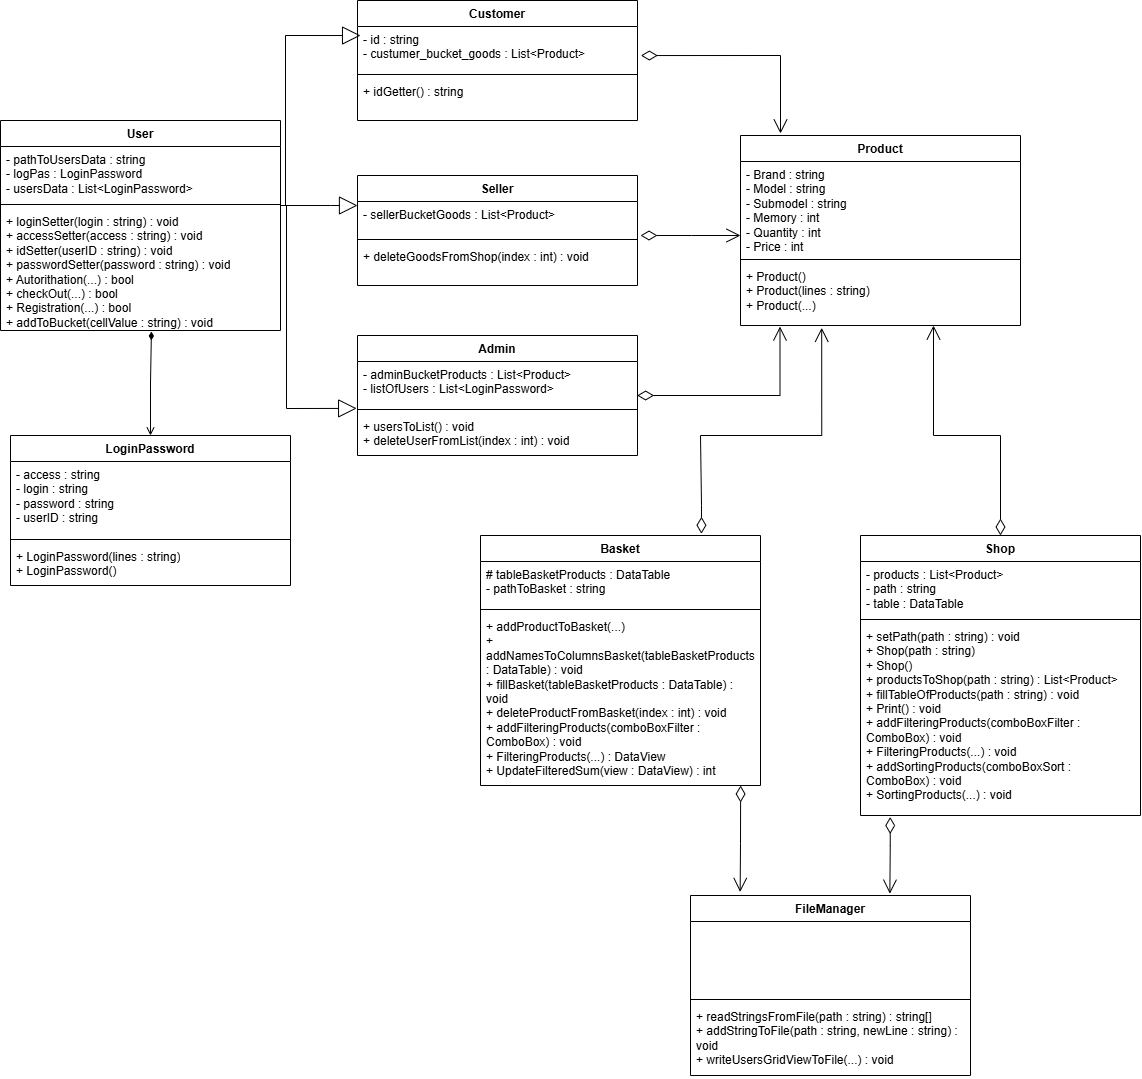 Customer
- id : string
- custumer_bucket_goods : List<Product>
+ idGetter() : string
User
- pathToUsersData : string
- logPas : LoginPassword
- usersData : List<LoginPassword>
+ loginSetter(login : string) : void
+ accessSetter(access : string) : void
+ idSetter(userID : string) : void
+ passwordSetter(password : string) : void
+ Autorithation(...) : bool
+ checkOut(...) : bool
+ Registration(...) : bool
+ addToBucket(cellValue : string) : void
Seller
- sellerBucketGoods : List<Product>
+ deleteGoodsFromShop(index : int) : void
Product
- Brand : string
- Model : string
- Submodel : string
- Memory : int
- Quantity : int
- Price : int
+ Product()
+ Product(lines : string)
+ Product(...)
Admin
- adminBucketProducts : List<Product>
- listOfUsers : List<LoginPassword>
+ usersToList() : void
+ deleteUserFromList(index : int) : void
LoginPassword
- access : string
- login : string
- password : string
- userID : string
+ LoginPassword(lines : string)
+ LoginPassword()
Basket
# tableBasketProducts : DataTable
- pathToBasket : string
+ addProductToBasket(...)
+
addNamesToColumnsBasket(tableBasketProducts
: DataTable) : void
+ fillBasket(tableBasketProducts : DataTable) :
void
+ deleteProductFromBasket(index : int) : void
+ addFilteringProducts(comboBoxFilter :
ComboBox) : void
+ FilteringProducts(...) : DataView
+ UpdateFilteredSum(view : DataView) : int
Shop
- products : List<Product>
- path : string
- table : DataTable
+ setPath(path : string) : void
+ Shop(path : string)
+ Shop()
+ productsToShop(path : string) : List<Product>
+ fillTableOfProducts(path : string) : void
+ Print() : void
+ addFilteringProducts(comboBoxFilter :
ComboBox) : void
+ FilteringProducts(...) : void
+ addSortingProducts(comboBoxSort :
ComboBox) : void
+ SortingProducts(...) : void
FileManager
+ readStringsFromFile(path : string) : string[]
+ addStringToFile(path : string, newLine : string) :
void
+ writeUsersGridViewToFile(...) : void